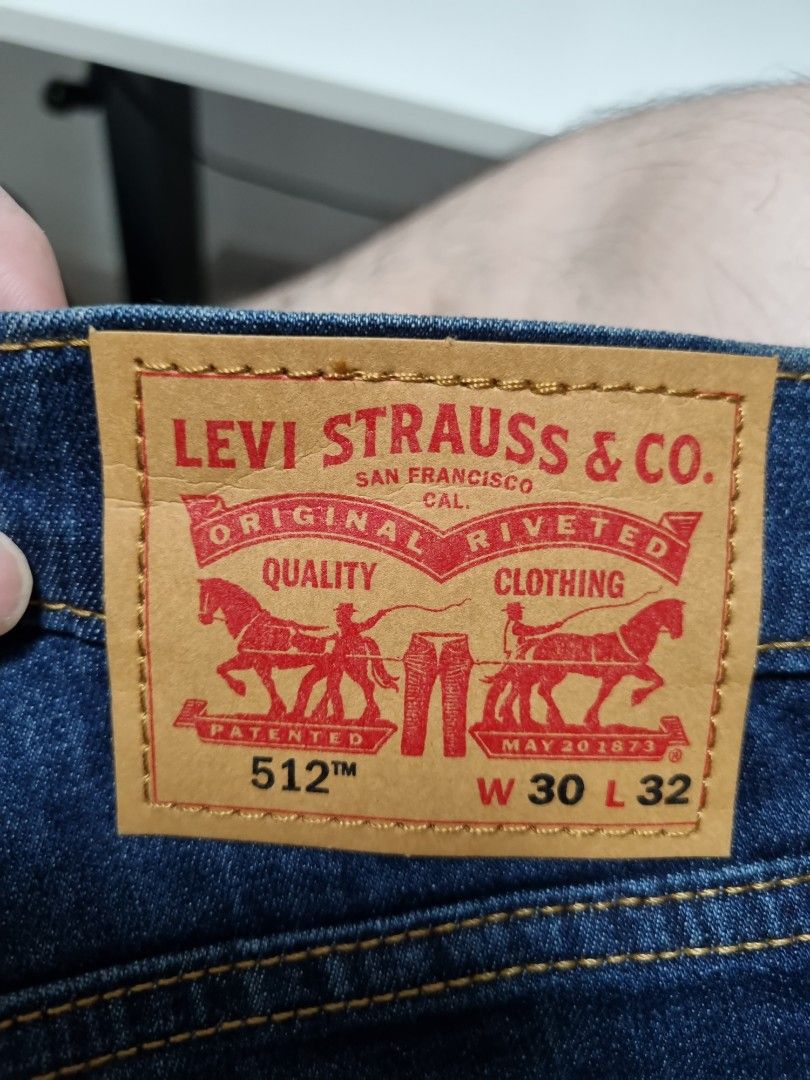 LEVI STRAUSS & CO.
SAN FRANCISCO
CAL.
ORIGINAL RIVETED
QUALITY CLOTHING
PATENTED MAY 20 1873 ®
512™ W 30 L 32